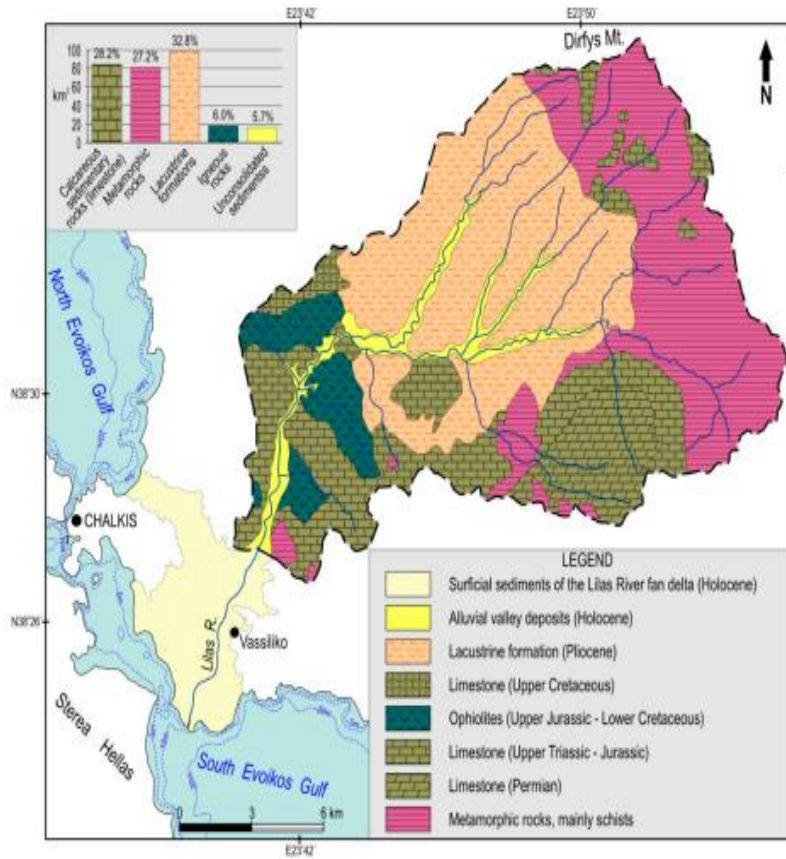 E23°42'
E23°50'
Dirfys Mt.
N
100
80
60
40
20
0
km²
28.2%
27.2%
32.8%
6.0%
5.7%
Calcareous
sedimentary
rocks (limestone)
Metamorphic
rocks
Lacustrine
formations
Igneous
rocks
Unconsolidated
sedimentss
North Evoikos Gulf
N38°30
CHALKIS
N38°26
Lilas R.
Vassiliko
Sterea Hellas
South Evoikos Gulf
0 3 6 km
E23°42
LEGEND
Surficial sediments of the Lilas River fan delta (Holocene)
Alluvial valley deposits (Holocene)
Lacustrine formation (Pliocene)
Limestone (Upper Cretaceous)
Ophiolites (Upper Jurassic - Lower Cretaceous)
Limestone (Upper Triassic - Jurassic)
Limestone (Permian)
Metamorphic rocks, mainly schists